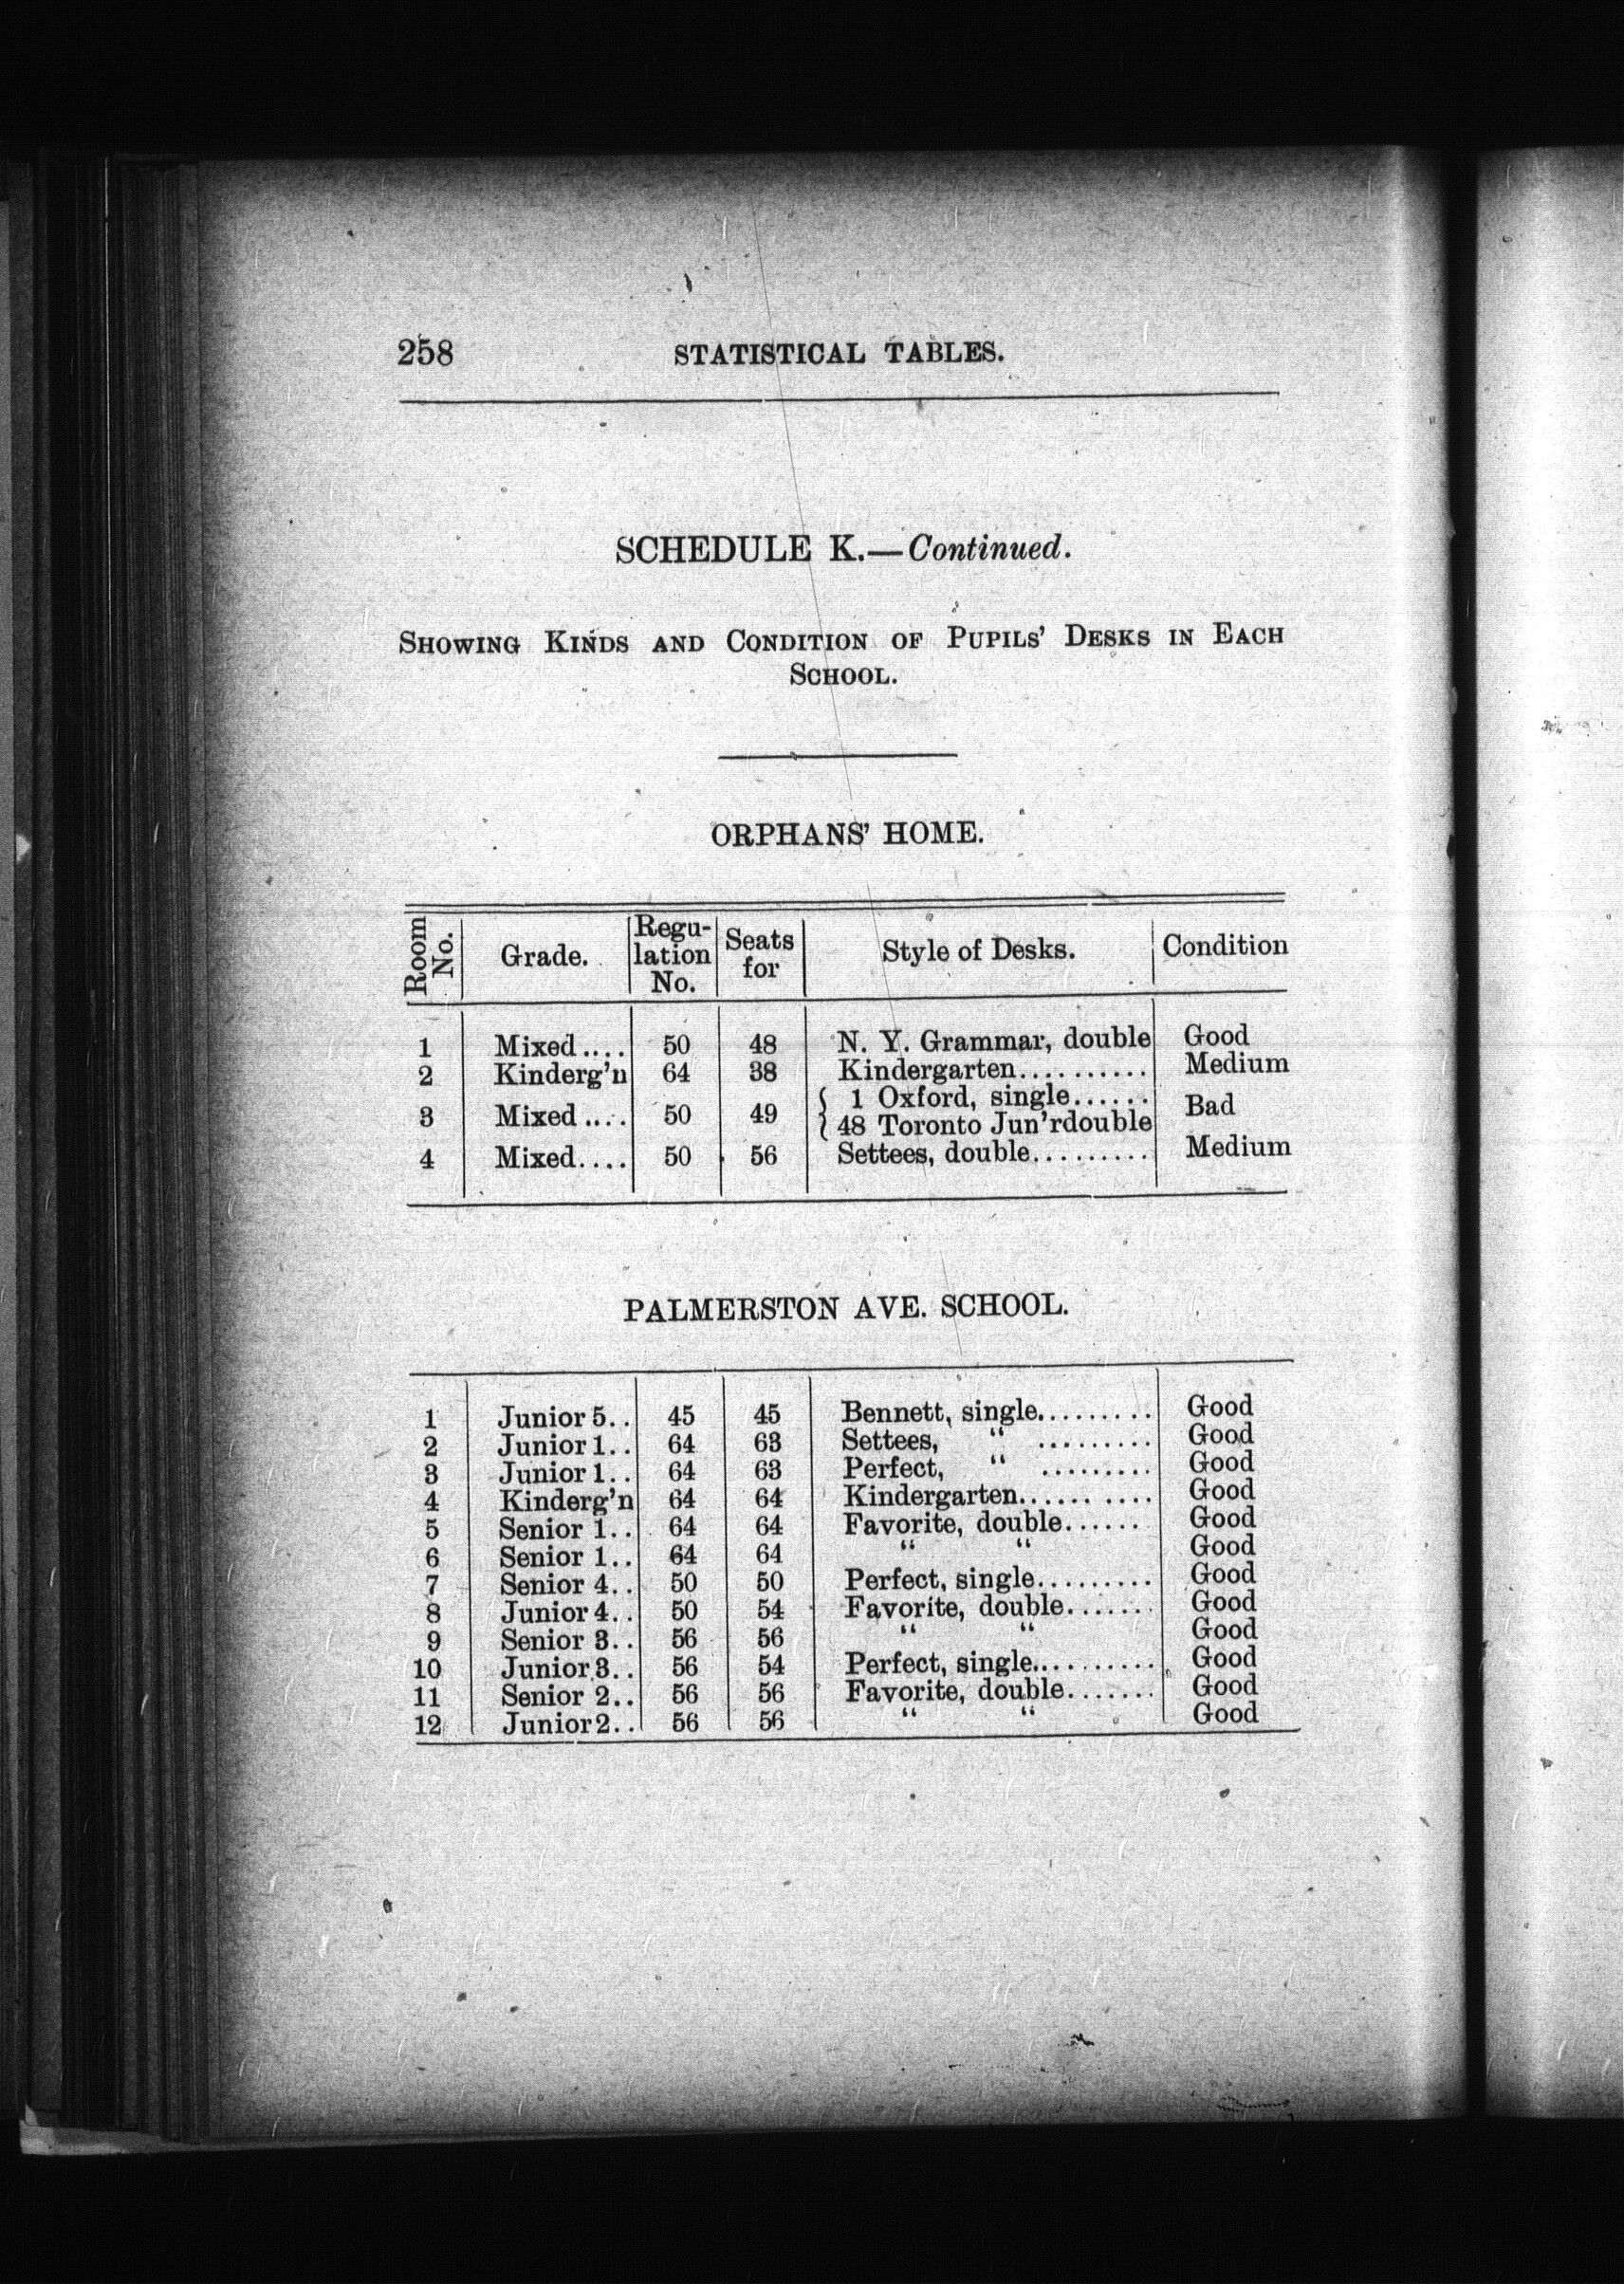 258 STATISTICAL TABLES.
SCHEDULE K.—Continued.
SHOWING KINDS AND CONDITION OF PUPILS' DESKS IN EACH
SCHOOL.
ORPHANS' HOME.
Room No. Grade. Regu-lation No. Seats for Style of Desks. Condition
1 Mixed.... 50 48 N. Y. Grammar, double Good
2 Kinderg'n 64 38 Kindergarten.......... Medium
3 Mixed.... 50 49 { 1 Oxford, single...... Bad
48 Toronto Jun'rdouble
4 Mixed.... 50 56 Settees, double......... Medium
PALMERSTON AVE. SCHOOL.
1 Junior 5.. 45 45 Bennett, single......... Good
2 Junior 1.. 64 63 Settees, “ ......... Good
3 Junior 1.. 64 63 Perfect, “ ......... Good
4 Kinderg'n 64 64 Kindergarten.......... Good
5 Senior 1.. 64 64 Favorite, double...... Good
6 Senior 1.. 64 64 “ “ Good
7 Senior 4.. 50 50 Perfect, single......... Good
8 Junior 4.. 50 54 Favorite, double....... Good
9 Senior 3.. 56 56 “ “ Good
10 Junior 3.. 56 54 Perfect, single.......... Good
11 Senior 2.. 56 56 Favorite, double....... Good
12 Junior 2.. 56 56 “ “ Good